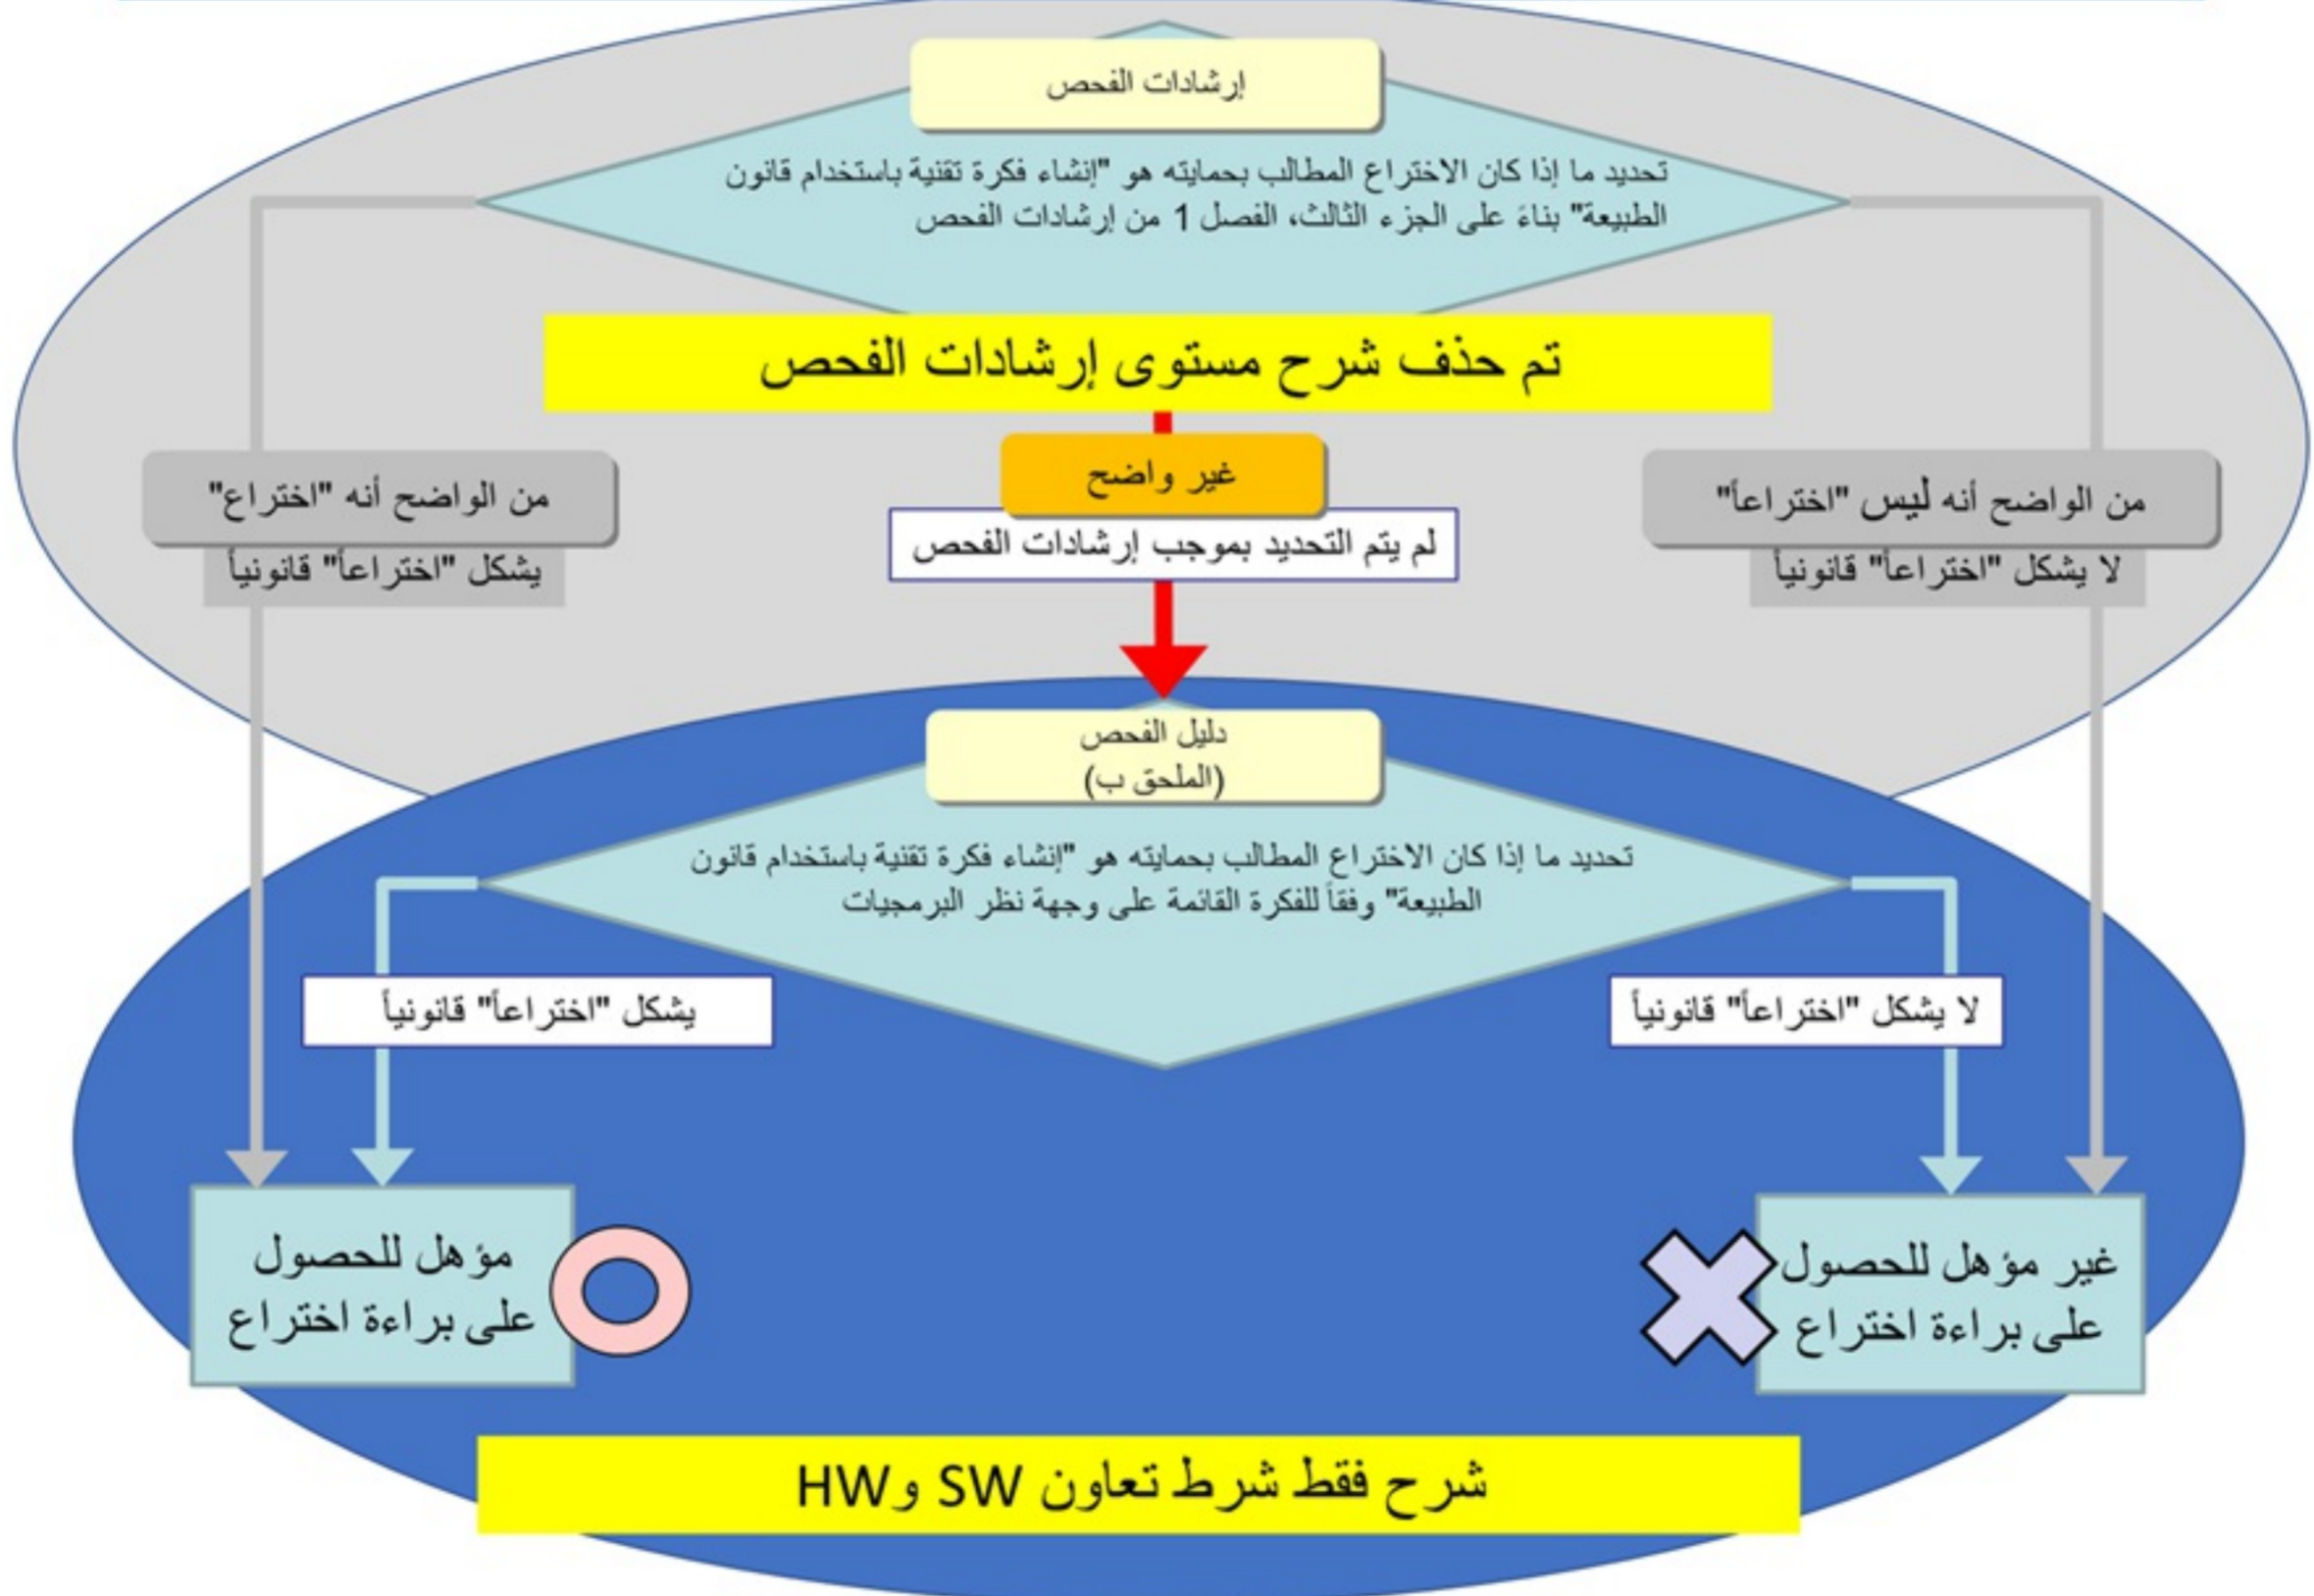 إرشادات الفحص
تحديد ما إذا كان الاختراع المطالب بحمايته هو "إنشاء فكرة تقنية باستخدام قانون
الطبيعة" بناءً على الجزء الثالث، الفصل 1 من إرشادات الفحص
تم حذف شرح مستوى إرشادات الفحص
من الواضح أنه ليس "اختراعاً"
لا يشكل "اختراعاً" قانونياً
غير واضح
لم يتم التحديد بموجب إرشادات الفحص
من الواضح أنه "اختراع"
يشكل "اختراعاً" قانونياً
دليل الفحص
(الملحق ب)
تحديد ما إذا كان الاختراع المطالب بحمايته هو "إنشاء فكرة تقنية باستخدام قانون
الطبيعة" وفقاً للفكرة القائمة على وجهة نظر البرمجيات
لا يشكل "اختراعاً" قانونياً
يشكل "اختراعاً" قانونياً
غير مؤهل للحصول
على براءة اختراع
مؤهل للحصول
على براءة اختراع
شرح فقط شرط تعاون SW وHW